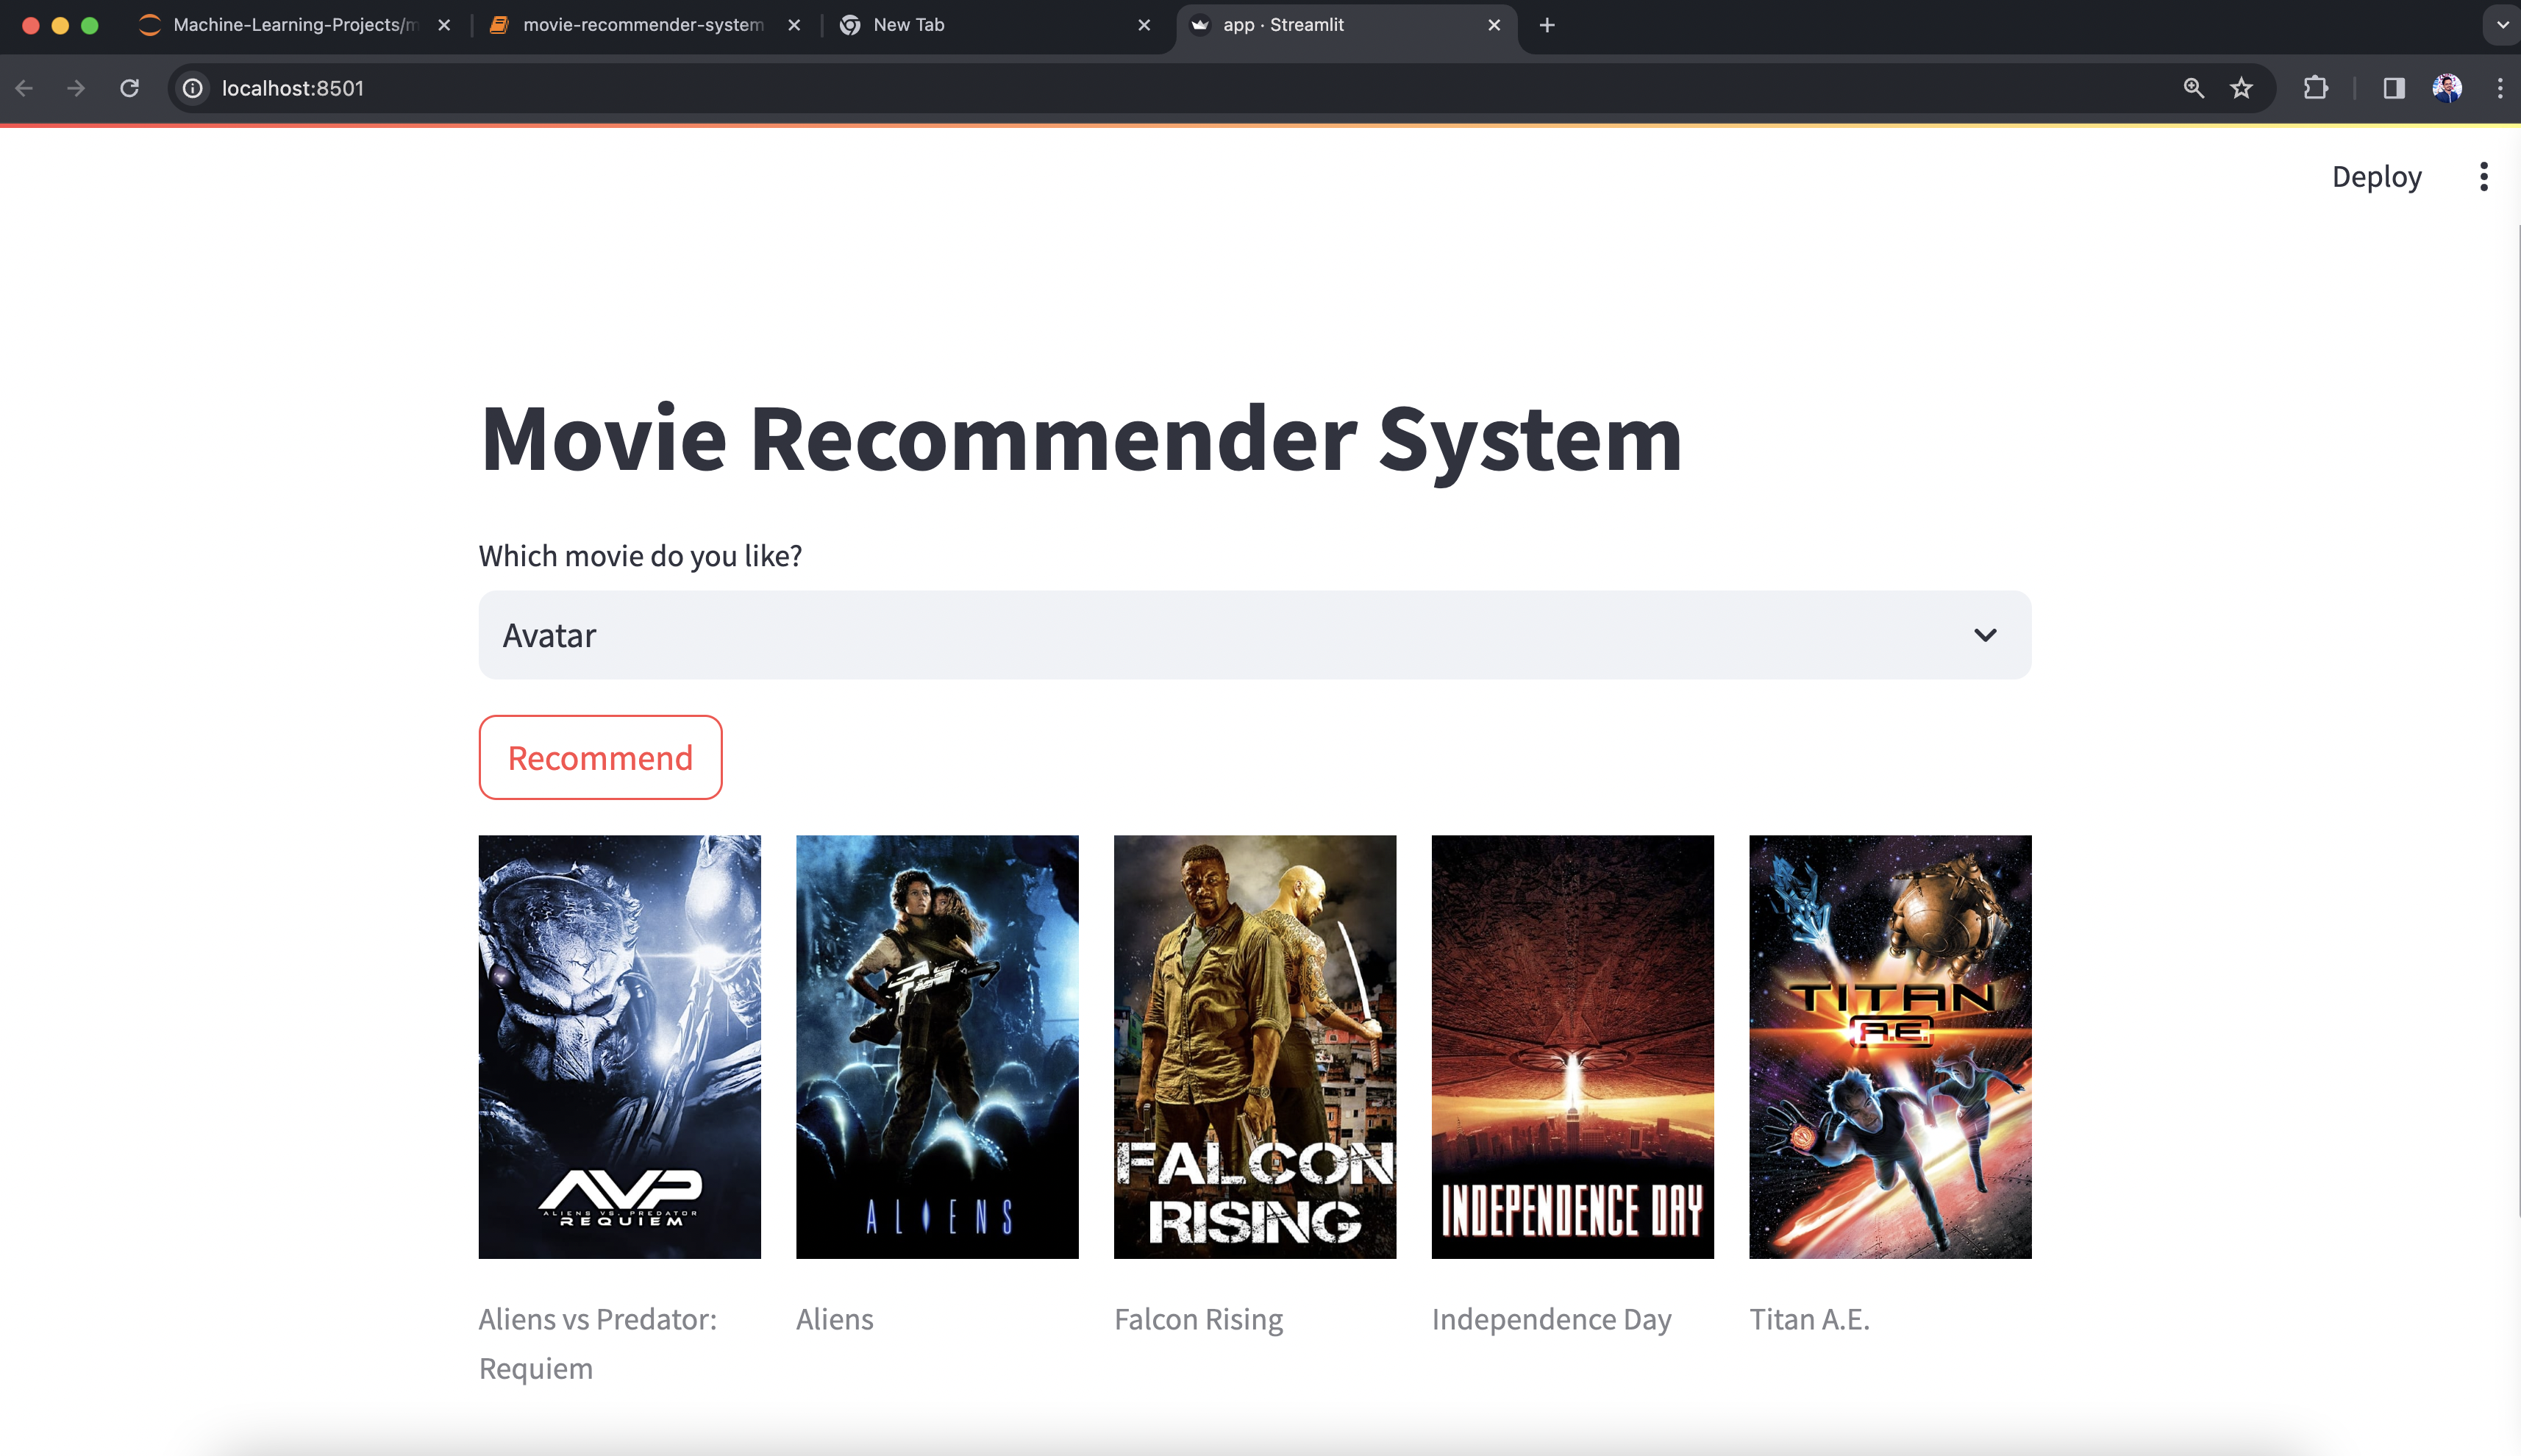 Machine-Learning-Projects/m
movie-recommender-system
New Tab
app · Streamlit
localhost:8501
Deploy
Movie Recommender System
Which movie do you like?
Avatar
Recommend
AVP
ALIENS VS. PREDATOR
REQUIEM
ALIENS
FALCON
RISING
INDEPENDENCE DAY
TITAN
A.E.
Aliens vs Predator:
Requiem
Aliens
Falcon Rising
Independence Day
Titan A.E.